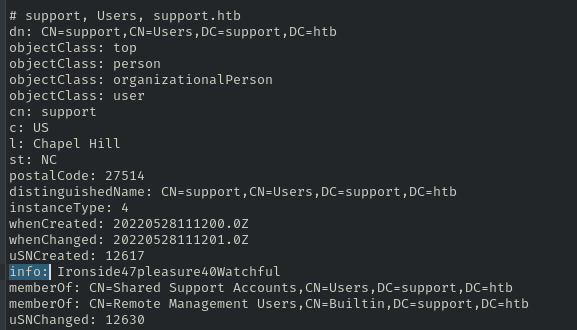 # support, Users, support.htb
dn: CN=support,CN=Users,DC=support,DC=htb
objectClass: top
objectClass: person
objectClass: organizationalPerson
objectClass: user
cn: support
c: US
l: Chapel Hill
st: NC
postalCode: 27514
distinguishedName: CN=support,CN=Users,DC=support,DC=htb
instanceType: 4
whenCreated: 20220528111200.0Z
whenChanged: 20220528111201.0Z
uSNCreated: 12617
info: Ironside47pleasure40Watchful
memberOf: CN=Shared Support Accounts,CN=Users,DC=support,DC=htb
memberOf: CN=Remote Management Users,CN=Builtin,DC=support,DC=htb
uSNChanged: 12630